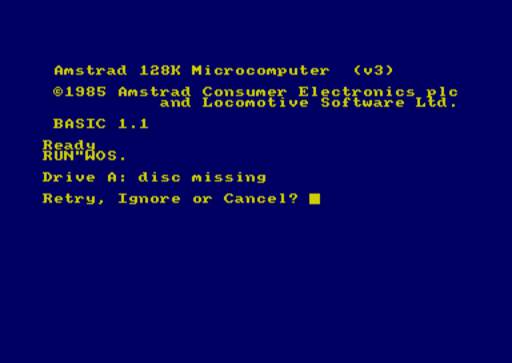 Amstrad 128K Microcomputer  (v3)
©1985 Amstrad Consumer Electronics plc
and Locomotive Software Ltd.
BASIC 1.1
Ready
RUN"WOS.
Drive A: disc missing
Retry, Ignore or Cancel?